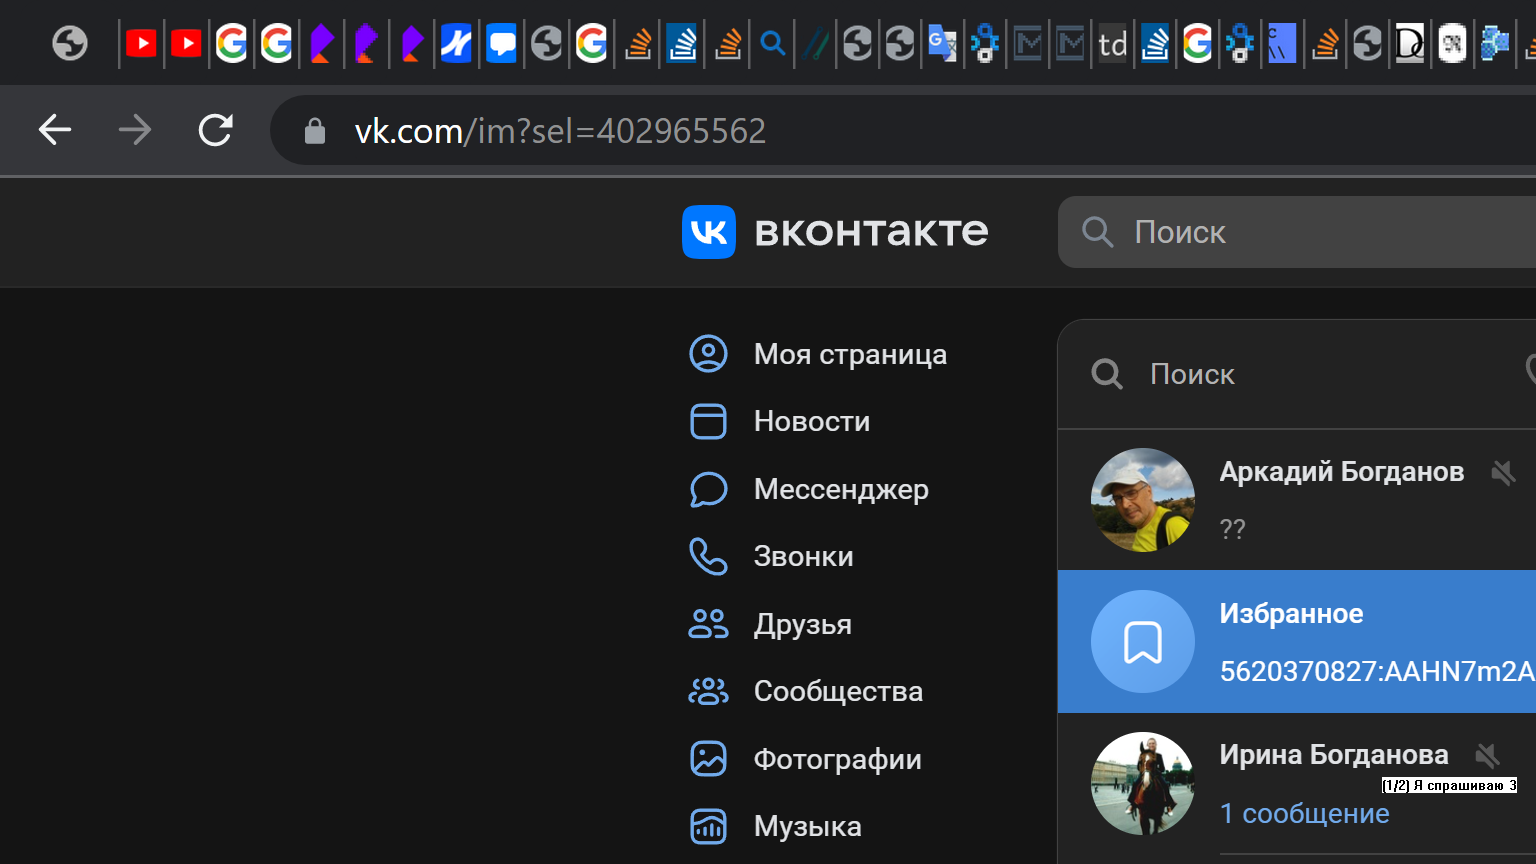 td
vk.com/im?sel=402965562
вконтакте
Поиск
Моя страница
Новости
Мессенджер
Звонки
Друзья
Сообщества
Фотографии
Музыка
Поиск
Аркадий Богданов
??
Избранное
5620370827:AAHN7m2A
Ирина Богданова
(1/2) Я спрашиваю 3
1 сообщение